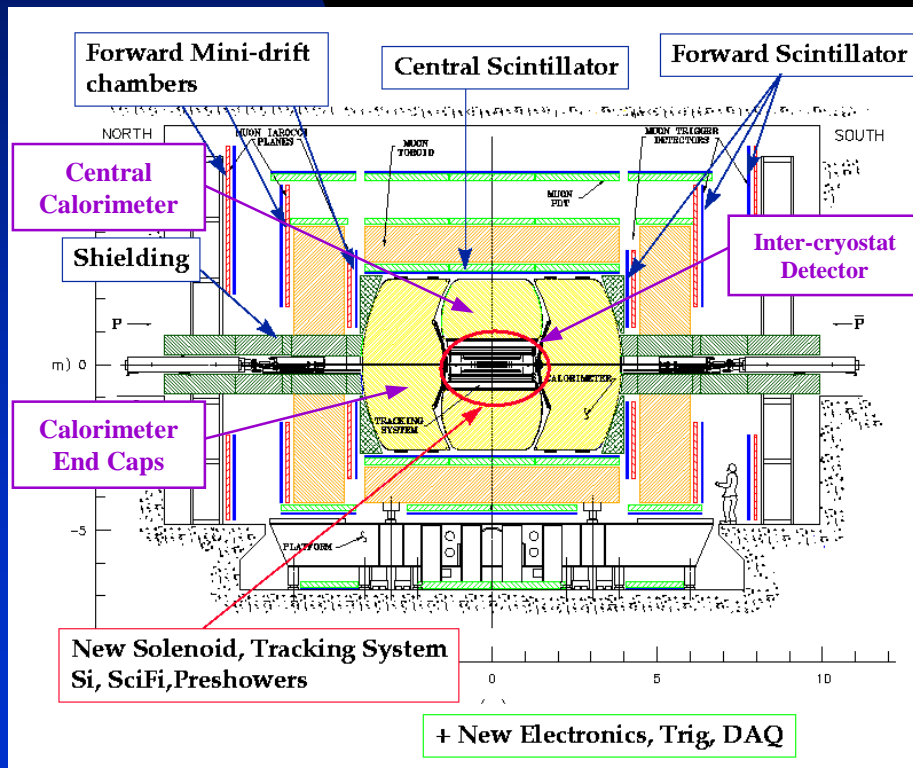 Forward Mini-drift
chambers
Central Scintillator
Forward Scintillator
NORTH
SOUTH
MUON IAROCCI
PLANES
MUON
TOROID
MUON TRIGGER
DETECTORS
MUON
PDT
Central
Calorimeter
Inter-cryostat
Detector
Shielding
P
P̅
m) 0
CALORIMETER
TRACKING
SYSTEM
Calorimeter
End Caps
-5
PLATFORM
New Solenoid, Tracking System
Si, SciFi,Preshowers
0
5
10
+ New Electronics, Trig, DAQ